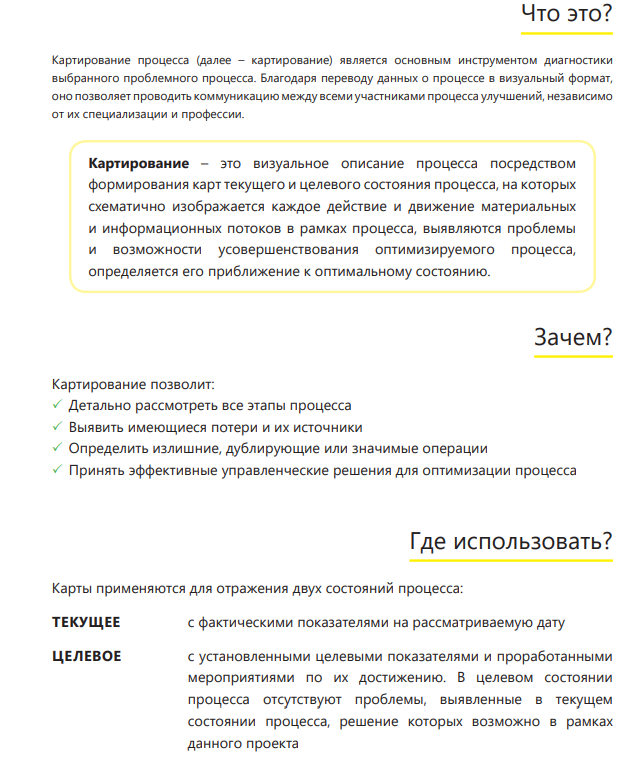 Что это?
Картирование процесса (далее – картирование) является основным инструментом диагностики
выбранного проблемного процесса. Благодаря переводу данных о процессе в визуальный формат,
оно позволяет проводить коммуникацию между всеми участниками процесса улучшений, независимо
от их специализации и профессии.
Картирование – это визуальное описание процесса посредством
формирования карт текущего и целевого состояния процесса, на которых
схематично изображается каждое действие и движение материальных
и информационных потоков в рамках процесса, выявляются проблемы
и возможности усовершенствования оптимизируемого процесса,
определяется его приближение к оптимальному состоянию.
Зачем?
Картирование позволит:
✓ Детально рассмотреть все этапы процесса
✓ Выявить имеющиеся потери и их источники
✓ Определить излишние, дублирующие или значимые операции
✓ Принять эффективные управленческие решения для оптимизации процесса
Где использовать?
Карты применяются для отражения двух состояний процесса:
ТЕКУЩЕЕ с фактическими показателями на рассматриваемую дату
ЦЕЛЕВОЕ с установленными целевыми показателями и проработанными
мероприятиями по их достижению. В целевом состоянии
процесса отсутствуют проблемы, выявленные в текущем
состоянии процесса, решение которых возможно в рамках
данного проекта